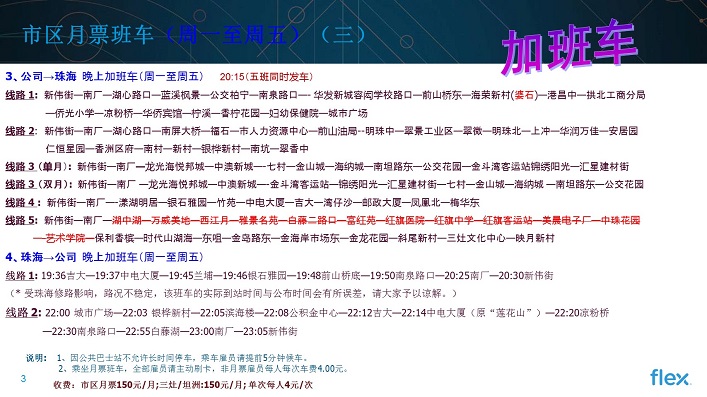 市区月票班车（周一至周五）（三）
加班车
3、公司→珠海 晚上加班车(周一至周五) 20:15(五班同时发车）
线路 1: 新伟街—南厂—湖心路口—蓝溪枫景—公交柏宁—南泉路口—- 华发新城容闳学校路口—前山桥东—海荣新村(婆石)—港昌中—拱北工商分局
—侨光小学—凉粉桥—华侨宾馆—柠溪—香柠花园—妇幼保健院—城市广场
线路 2: 新伟街—南厂—湖心路口—南屏大桥—福石—市人力资源中心—前山油局--明珠中—翠景工业区—翠微—明珠北—上冲—华润万佳—安居园
仁恒星园—香洲区府—南村—新村—银桦新村—南坑—翠香中
线路 3（单月）: 新伟街—南厂—龙光海悦邦城—中澳新城—-七村—金山城—海纳城—南坦路东—公交花园—金斗湾客运站锦绣阳光—汇星建材街
线路 3（双月）: 新伟街—南厂 —龙光海悦邦城—中澳新城—金斗湾客运站—锦绣阳光—汇星建材街—七村—金山城—海纳城 —南坦路东—公交花园
线路 4： 新伟街—南厂—漾湖明居—银石雅园—竹苑—中电大厦—吉大—湾仔沙—邮政大厦—凤凰北—梅华东
线路 5: 新伟街—南厂—湖中湖—万威美地—西江月—雅景名苑—白藤二路口—富红苑—红旗医院—红旗中学—红旗客运站—美晨电子厂—中珠花园
—艺术学院—保利香槟—时代山湖海—东咀—金岛路东—金海岸市场东—金龙花园—斜尾新村—三灶文化中心—映月新村
4、珠海→公司 晚上加班车(周一至周五)
线路 1: 19:36吉大—19:37中电大厦—19:45兰埔—19:46银石雅园—19:48前山桥底—19:50南泉路口—20:25南厂—20:30新伟街
（* 受珠海修路影响，路况不稳定，该班车的实际到站时间与公布时间会有所误差，请大家予以谅解。）
线路 2: 22:00 城市广场—22:03 银桦新村—22:05滨海楼—22:08公积金中心—22:12吉大—22:14中电大厦（原“莲花山”）—22:20凉粉桥
—22:30南泉路口—22:55白藤湖—23:00南厂—23:05新伟街
说明: 1、因公共巴士站不允许长时间停车，乘车雇员请提前5分钟候车。
2、乘坐月票班车，全部雇员请主动刷卡，非月票雇员每人每次车费4.00元。
收费：市区月票150元/月;三灶/坦洲:150元/月; 单次每人4元/次
3
flex